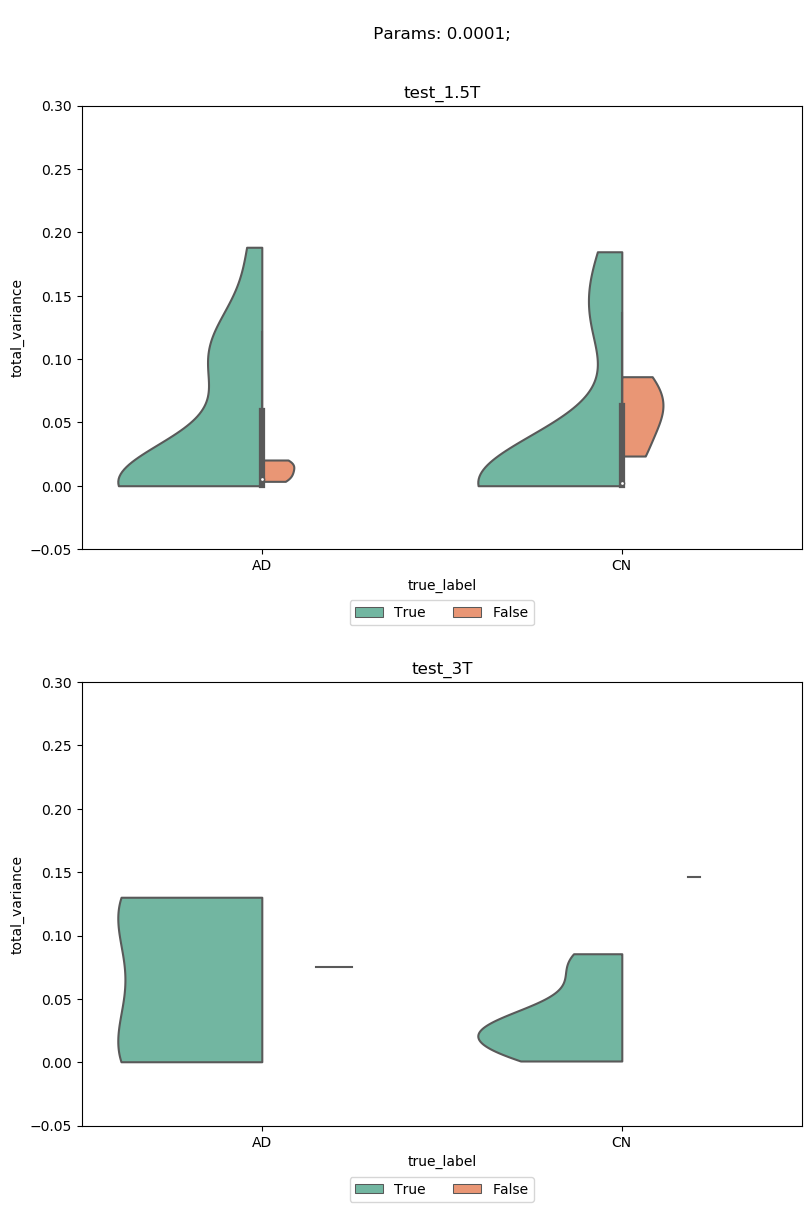 Params: 0.0001;
test_1.5T
0.30
0.25
0.20
0.15
0.10
0.05
0.00
−0.05
total_variance
AD CN
true_label
True False
test_3T
0.30
0.25
0.20
0.15
0.10
0.05
0.00
−0.05
total_variance
AD CN
true_label
True False